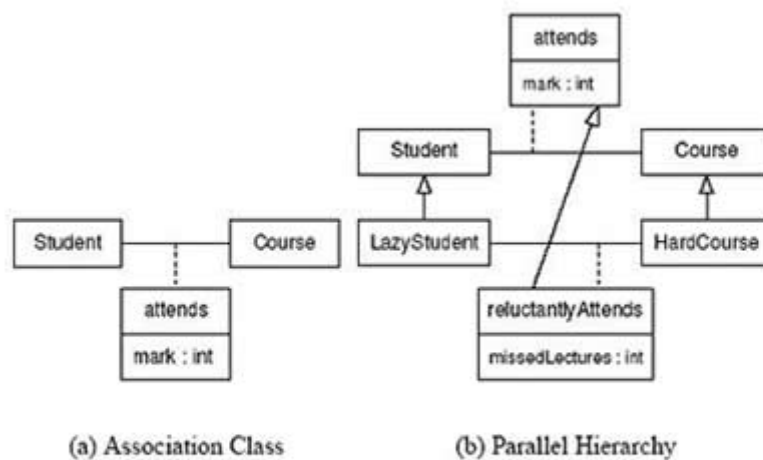 attends
mark : int
Student
Course
LazyStudent
HardCourse
reluctantlyAttends
missedLectures : int
Student
Course
attends
mark : int
(a) Association Class
(b) Parallel Hierarchy